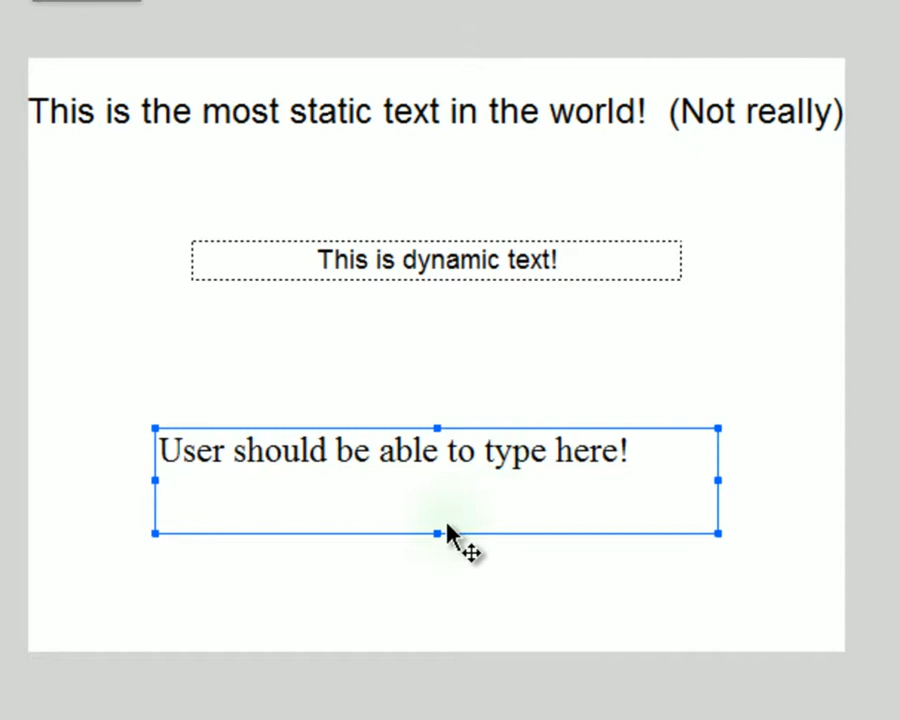 This is the most static text in the world!  (Not really)
This is dynamic text!
User should be able to type here!